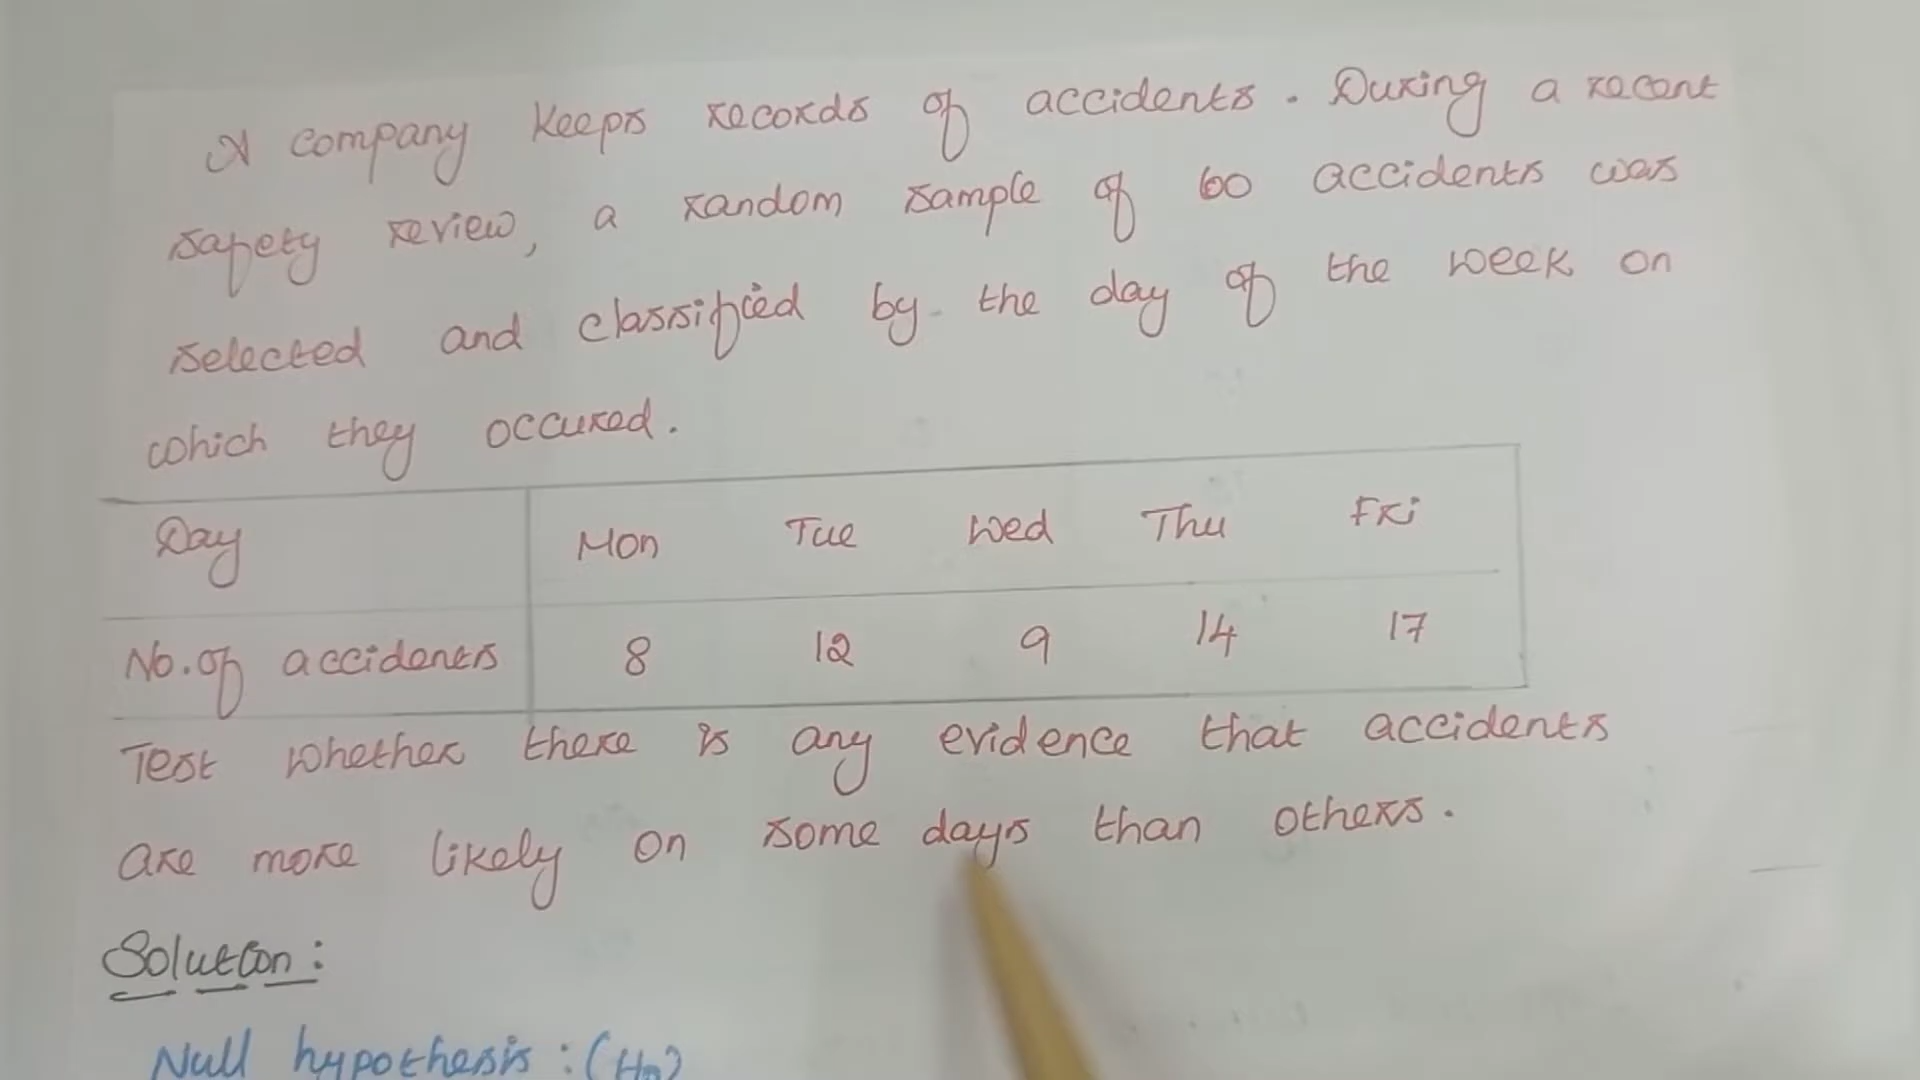 A company keeps records of accidents. During a recent
safety review, a random sample of 60 accidents was
selected and classified by the day of the week on
which they occured.
Day Mon Tue Wed Thu Fri
No. of accidents 8 12 9 14 17
Test whether there is any evidence that accidents
are more likely on some days than others.
Solution:
Null hypothesis: (H₀)